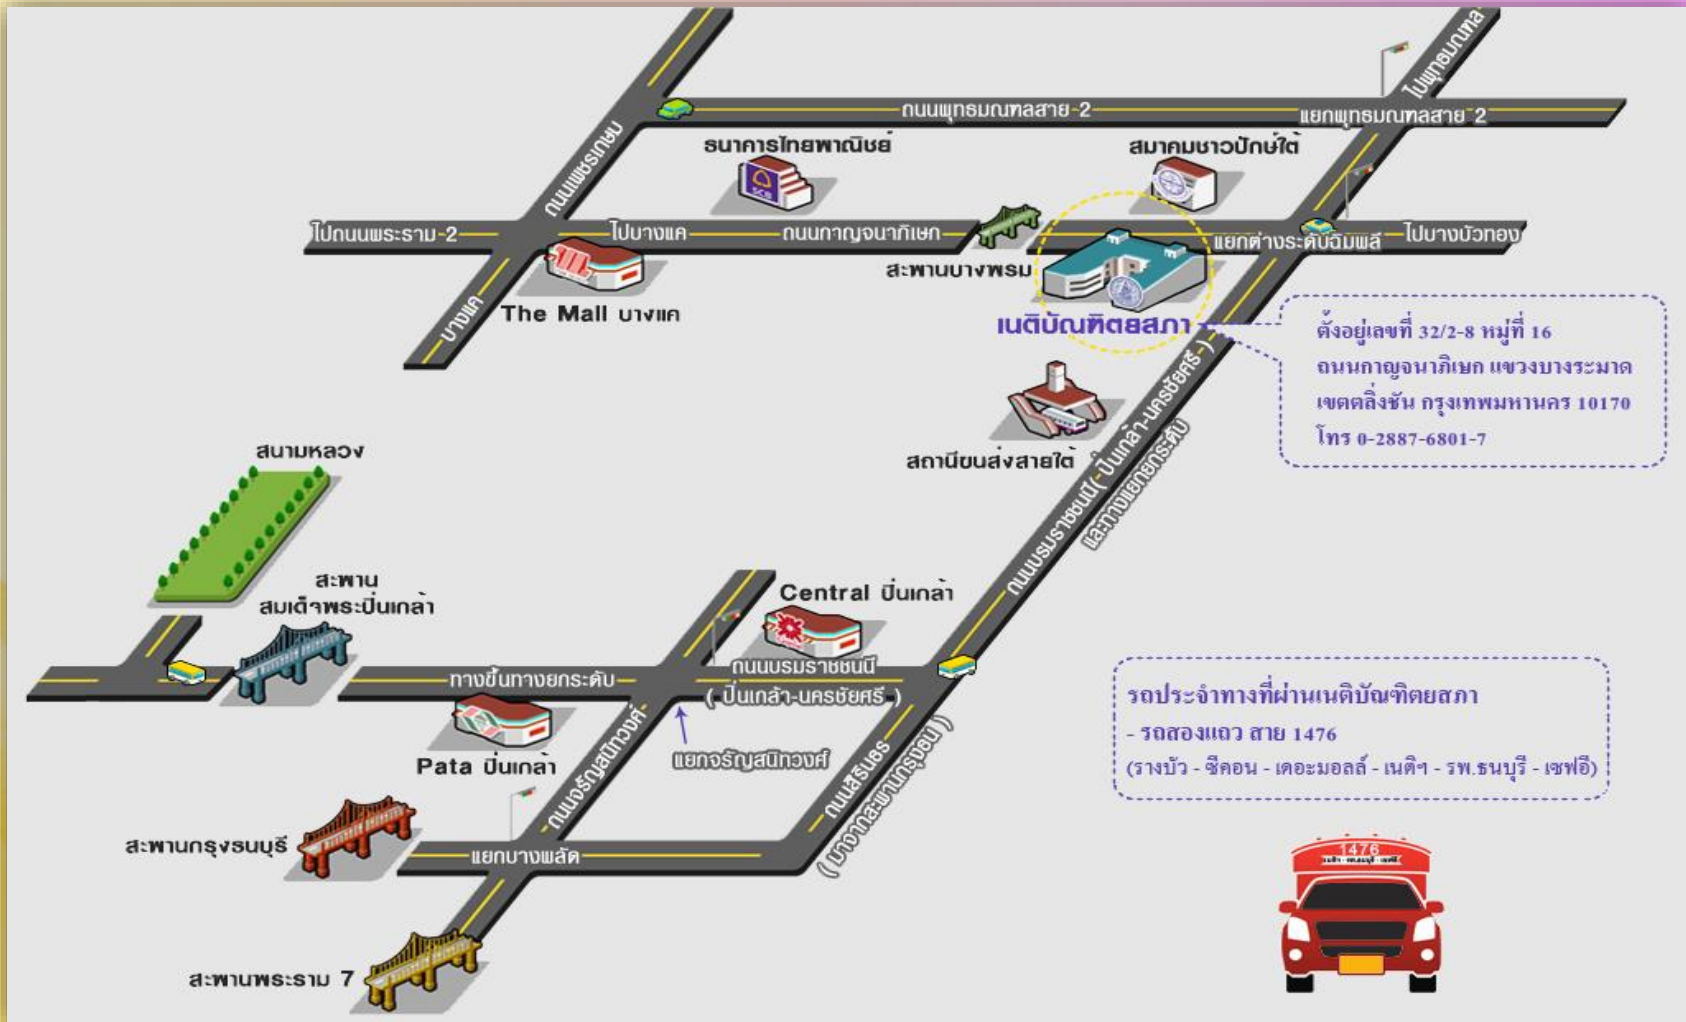 ไปพุทธมณฑล
ถนนพุทธมณฑลสาย-2
แยกพุทธมณฑลสาย 2
ถนนเพชรเกษม
ธนาคารไทยพาณิชย์
SCB
สมาคมชาวปักษ์ใต้
ไปถนนพระราม-2
ไปบางแค
ถนนกาญจนาภิเษก
แยกต่างระดับฉิมพลี
ไปบางบัวทอง
สะพานบางพรม
The Mall บางแค
บางแค
เนติบัณฑิตยสภา
ตั้งอยู่เลขที่ 32/2-8 หมู่ที่ 16
ถนนกาญจนาภิเษก แขวงบางระมาด
เขตตลิ่งชัน กรุงเทพมหานคร 10170
โทร 0-2887-6801-7
สถานีขนส่งสายใต้
ถนนบรมราชชนนี( ปิ่นเกล้า-นครชัยศรี )
และทางแยกยกระดับ
สนามหลวง
สะพาน
สมเด็จพระปิ่นเกล้า
Central ปิ่นเกล้า
ทางขึ้นทางยกระดับ
ถนนบรมราชชนนี
( ปิ่นเกล้า-นครชัยศรี )
Pata ปิ่นเกล้า
แยกจรัญสนิทวงศ์
ถนนจรัญสนิทวงศ์
ถนนสิรินธร
( มาจากสะพานกรุงธน )
สะพานกรุงธนบุรี
แยกบางพลัด
สะพานพระราม 7
รถประจำทางที่ผ่านเนติบัณฑิตยสภา
- รถสองแถว สาย 1476
(รางบัว - ซีคอน - เดอะมอลล์ - เนติฯ - รพ.ธนบุรี - เซฟอี)
1476